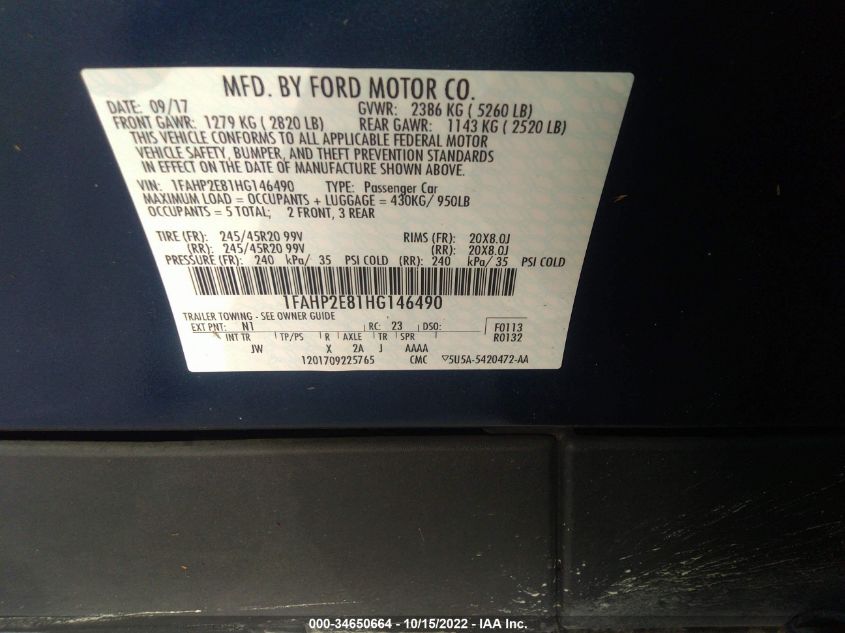 MFD. BY FORD MOTOR CO.
DATE: 09/17 GVWR: 2386 KG ( 5260 LB)
FRONT GAWR: 1279 KG ( 2820 LB) REAR GAWR: 1143 KG ( 2520 LB)
THIS VEHICLE CONFORMS TO ALL APPLICABLE FEDERAL MOTOR
VEHICLE SAFETY, BUMPER, AND THEFT PREVENTION STANDARDS
IN EFFECT ON THE DATE OF MANUFACTURE SHOWN ABOVE.
VIN: 1FAHP2E81HG146490 TYPE: Passenger Car
MAXIMUM LOAD = OCCUPANTS + LUGGAGE = 430KG/ 950LB
OCCUPANTS = 5 TOTAL; 2 FRONT, 3 REAR
TIRE (FR): 245/45R20 99V RIMS (FR): 20X8.0J
(RR): 245/45R20 99V (RR): 20X8.0J
PRESSURE (FR): 240 kPa/ 35 PSI COLD (RR): 240 kPa/ 35 PSI COLD
1FAHP2E81HG146490
TRAILER TOWING - SEE OWNER GUIDE
EXT PNT: N1 RC: 23 DSO: F0113
INT TR TP/PS R AXLE TR SPR R0132
JW X 2A J AAAA
1201709225765 CMC ▽5U5A-5420472-AA
000-34650664 - 10/15/2022 - IAA Inc.